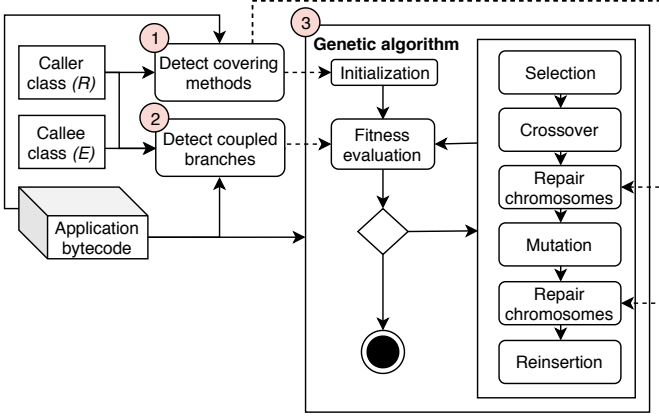 1
Detect covering
methods
Caller
class (R)
Callee
class (E)
2
Detect coupled
branches
Application
bytecode
3
Genetic algorithm
Initialization
Fitness
evaluation
Selection
Crossover
Repair
chromosomes
Mutation
Repair
chromosomes
Reinsertion